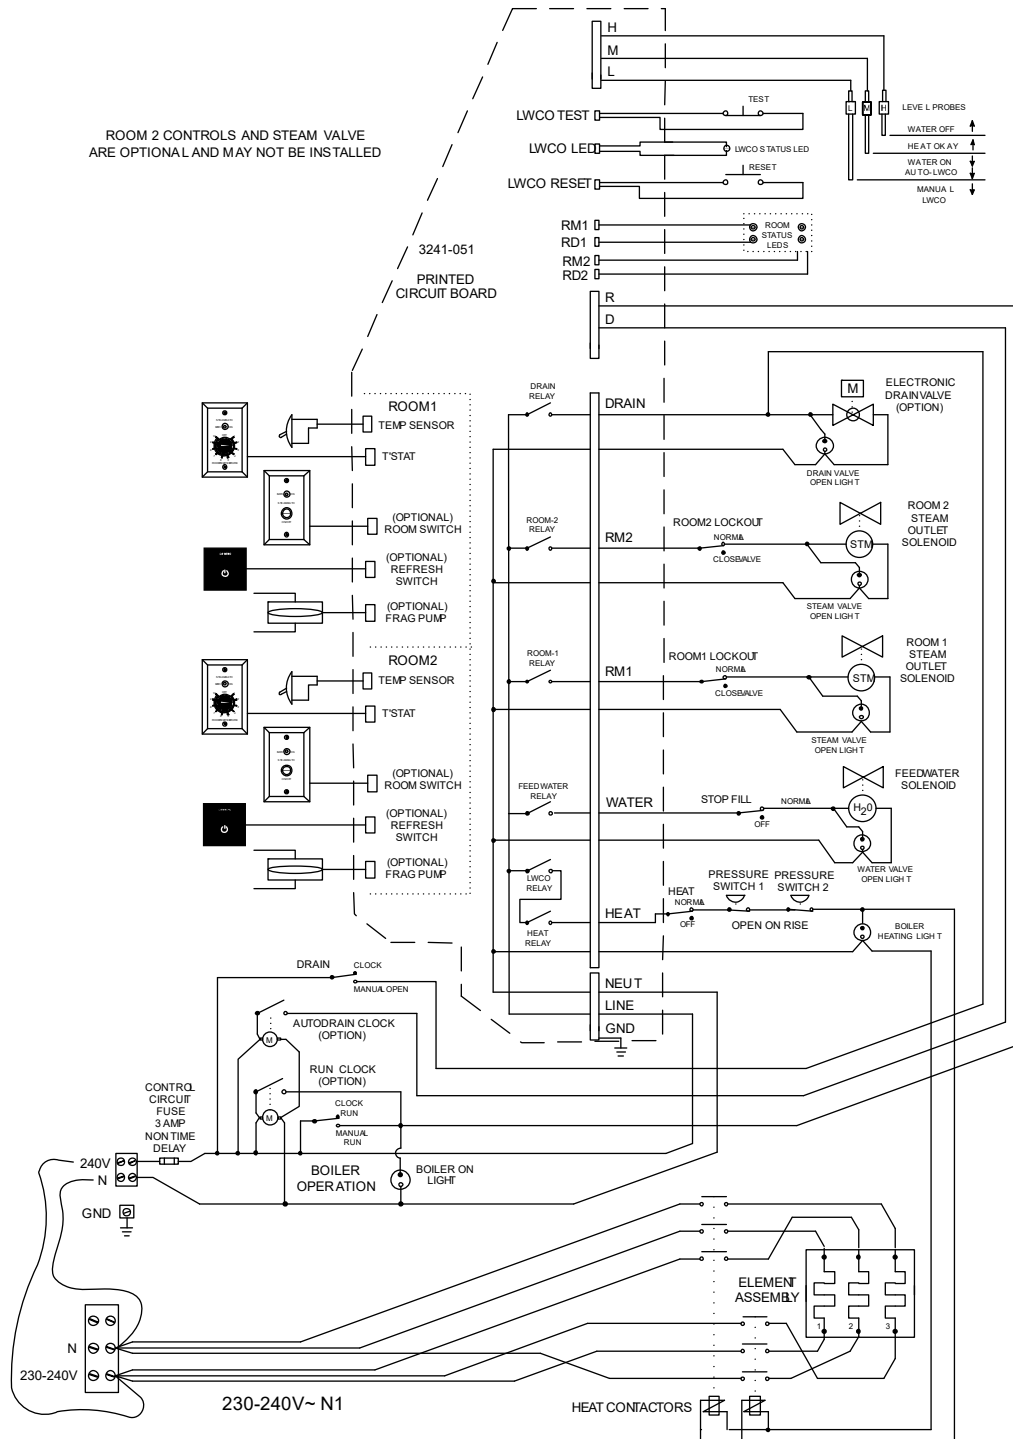 H
M
L
LWCO TEST
TEST
LWCO LED
LWCO STATUS LED
LWCO RESET
RESET
L M H
LEVEL PROBES
WATER OFF
HEAT OKAY
WATER ON
AUTO-LWCO
MANUAL
LWCO
ROOM 2 CONTROLS AND STEAM VALVE
ARE OPTIONAL AND MAY NOT BE INSTALLED
RM1
RD1
RM2
RD2
ROOM
STATUS
LEDS
3241-051
PRINTED
CIRCUIT BOARD
R
D
ROOM1
TEMP SENSOR
T'STAT
(OPTIONAL)
ROOM SWITCH
(OPTIONAL)
REFRESH
SWITCH
(OPTIONAL)
FRAG PUMP
ROOM2
TEMP SENSOR
T'STAT
(OPTIONAL)
ROOM SWITCH
(OPTIONAL)
REFRESH
SWITCH
(OPTIONAL)
FRAG PUMP
DRAIN
RELAY
DRAIN
M
ELECTRONIC
DRAIN VALVE
(OPTION)
DRAIN VALVE
OPEN LIGHT
ROOM-2
RELAY
RM2
ROOM2 LOCKOUT
NORMAL
CLOSE VALVE
STM
ROOM 2
STEAM
OUTLET
SOLENOID
STEAM VALVE
OPEN LIGHT
ROOM-1
RELAY
RM1
ROOM1 LOCKOUT
NORMAL
CLOSE VALVE
STM
ROOM 1
STEAM
OUTLET
SOLENOID
STEAM VALVE
OPEN LIGHT
FEEDWATER
RELAY
WATER
STOP FILL
NORMAL
OFF
H20
FEEDWATER
SOLENOID
WATER VALVE
OPEN LIGHT
LWCO
RELAY
HEAT
RELAY
HEAT
HEAT
NORMAL
OFF
PRESSURE
SWITCH 1
PRESSURE
SWITCH 2
OPEN ON RISE
BOILER
HEATING LIGHT
NEUT
LINE
GND
DRAIN
CLOCK
MANUAL OPEN
AUTODRAIN CLOCK
(OPTION)
M
RUN CLOCK
(OPTION)
M
CLOCK
RUN
MANUAL
RUN
CONTROL
CIRCUIT
FUSE
3 AMP
NON TIME
DELAY
240V
N
GND
BOILER
OPERATION
BOILER ON
LIGHT
ELEMENT
ASSEMBLY
1 2 3
N
230-240V
230-240V~ N1
HEAT CONTACTORS